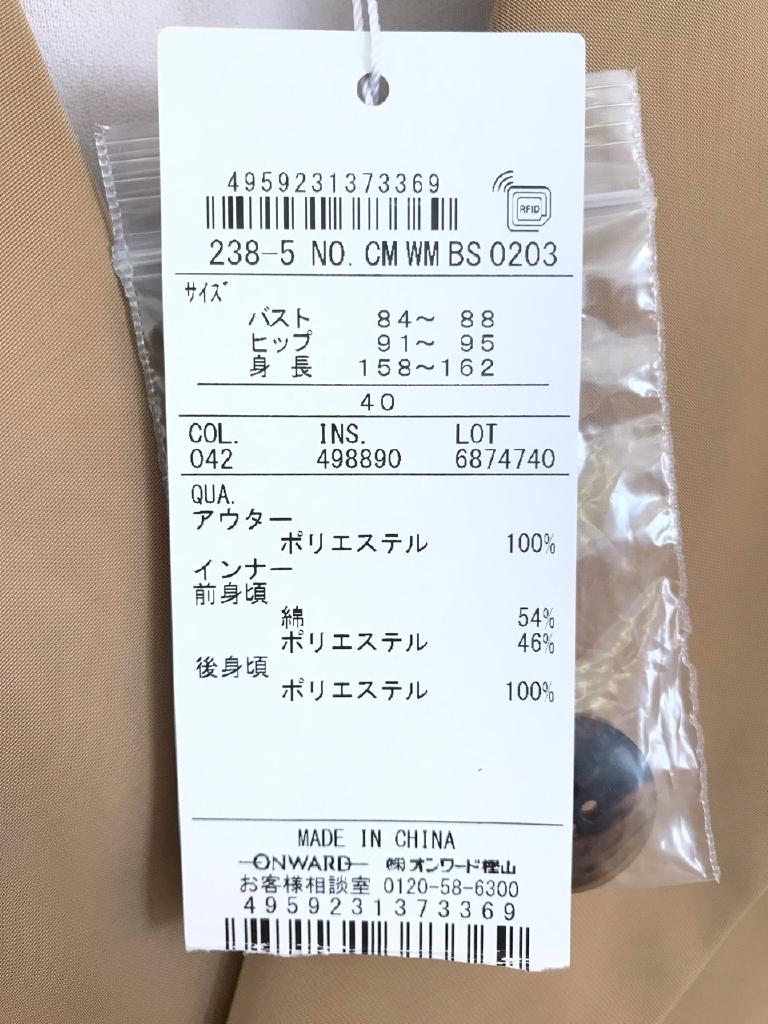 4959231373369
RFID
238-5 NO. CM WM BS 0203
サイズ
バスト 84～ 88
ヒップ 91～ 95
身 長 158～162
40
COL. INS. LOT
042 498890 6874740
QUA.
アウター
ポリエステル 100%
インナー
前身頃
綿 54%
ポリエステル 46%
後身頃
ポリエステル 100%
MADE IN CHINA
ONWARD ㈱オンワード樫山
お客様相談室 0120-58-6300
4959231373369